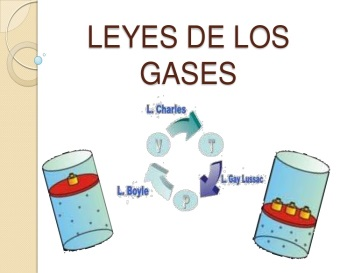 LEYES DE LOS
GASES
L. Charles
V
T
L. Gay Lussac
L. Boyle
P